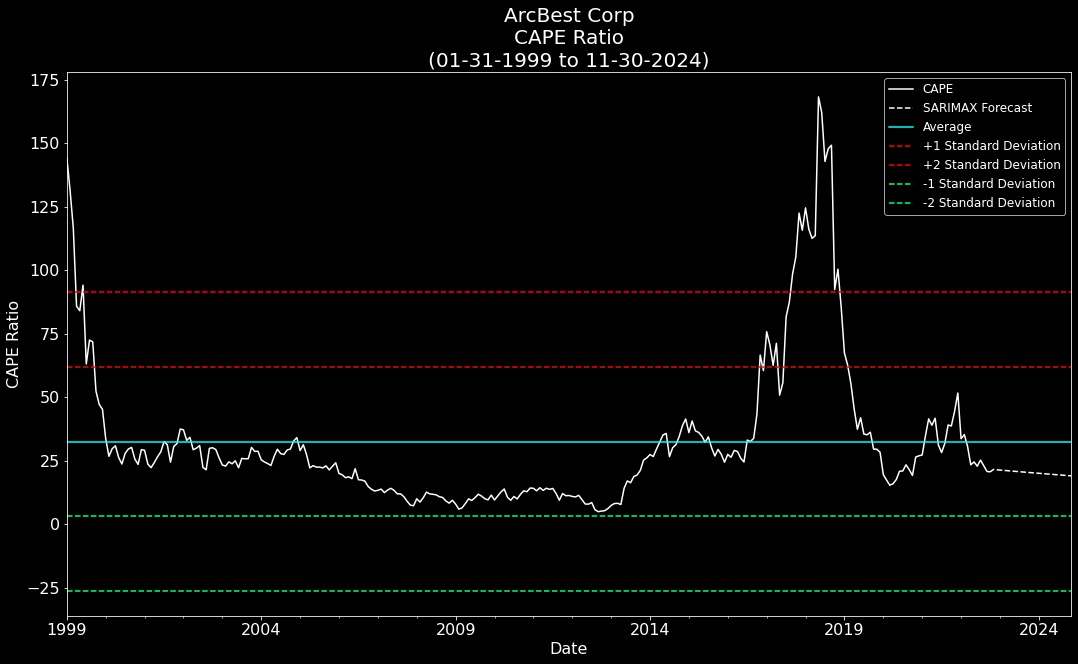 ArcBest Corp
CAPE Ratio
(01-31-1999 to 11-30-2024)
175
150
125
100
75
50
25
0
−25
CAPE Ratio
CAPE
SARIMAX Forecast
Average
+1 Standard Deviation
+2 Standard Deviation
-1 Standard Deviation
-2 Standard Deviation
1999
2004
2009
2014
2019
2024
Date